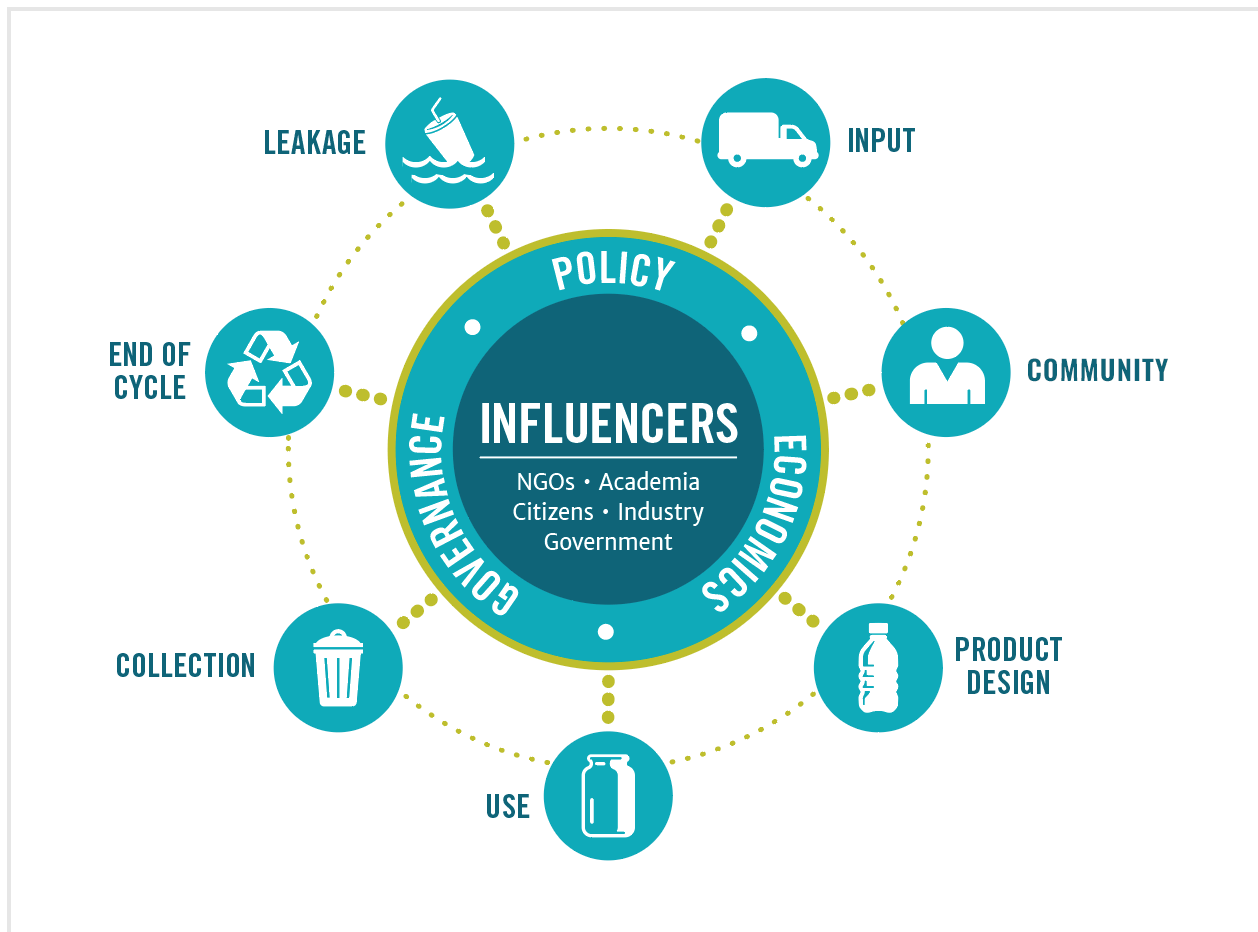 LEAKAGE
INPUT
POLICY
END OF
CYCLE
COMMUNITY
GOVERNANCE
ECONOMICS
INFLUENCERS
NGOs • Academia
Citizens • Industry
Government
COLLECTION
PRODUCT
DESIGN
USE